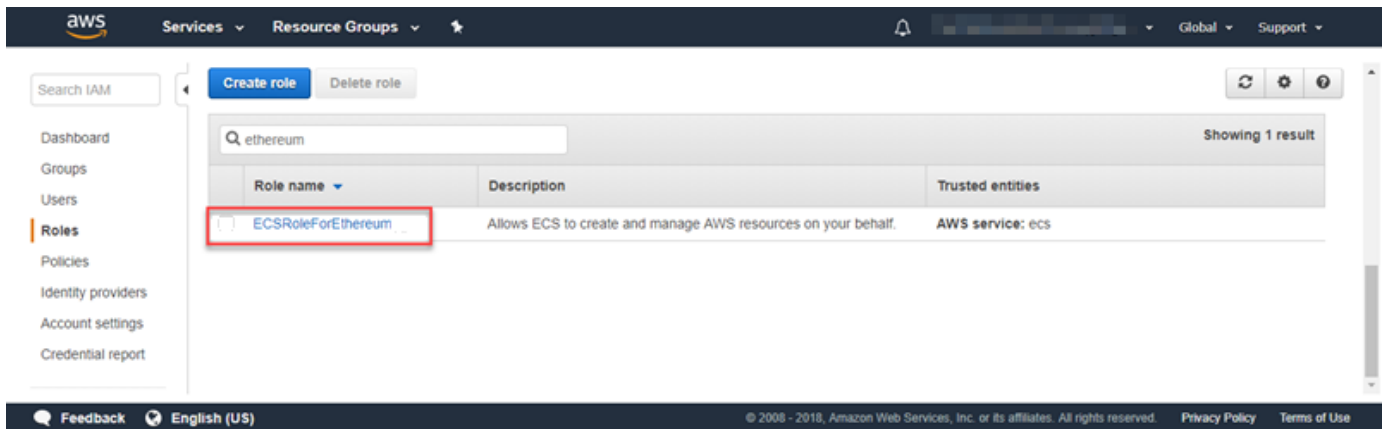 aws Services Resource Groups Global Support
Search IAM
Create role Delete role
Dashboard
Groups
Users
Roles
Policies
Identity providers
Account settings
Credential report
ethereum
Showing 1 result
Role name Description Trusted entities
ECSRoleForEthereum Allows ECS to create and manage AWS resources on your behalf. AWS service: ecs
Feedback English (US) © 2008 - 2018, Amazon Web Services, Inc. or its affiliates. All rights reserved. Privacy Policy Terms of Use